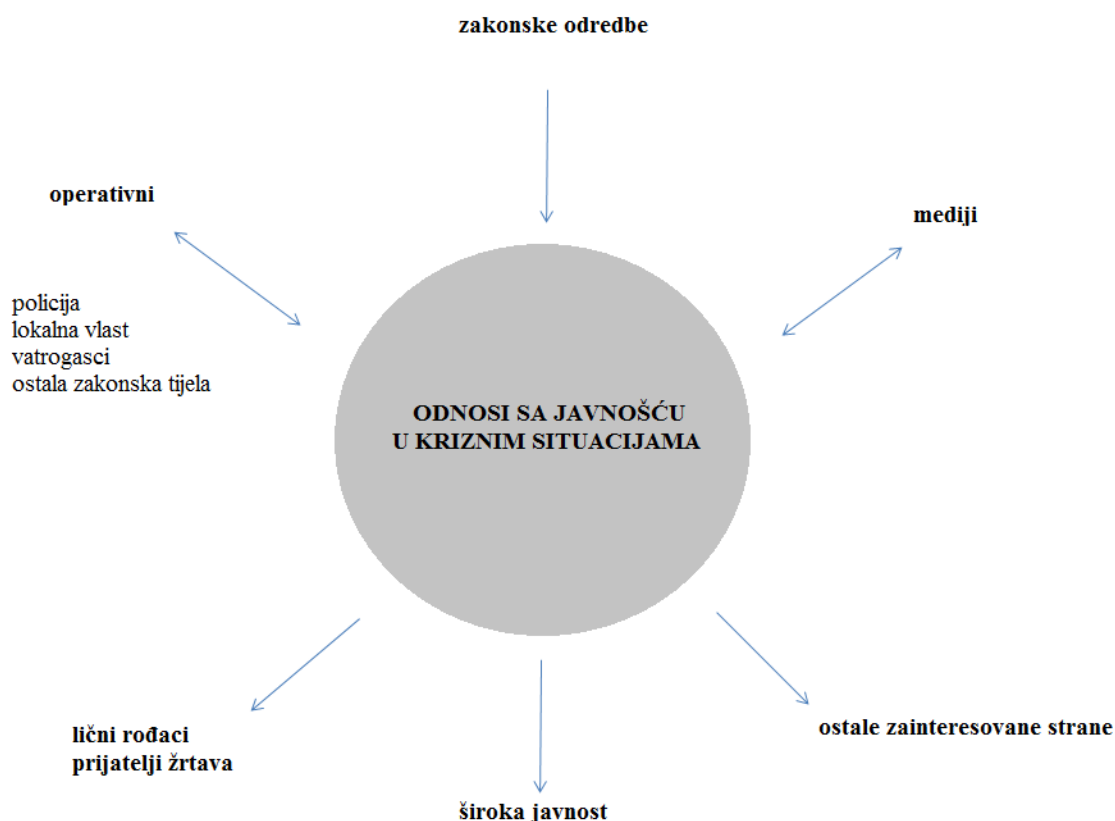 zakonske odredbe
operativni
mediji
policija
lokalna vlast
vatrogasci
ostala zakonska tijela
ODNOSI SA JAVNOŠĆU
U KRIZNIM SITUACIJAMA
lični rođaci
prijatelji žrtava
ostale zainteresovane strane
široka javnost